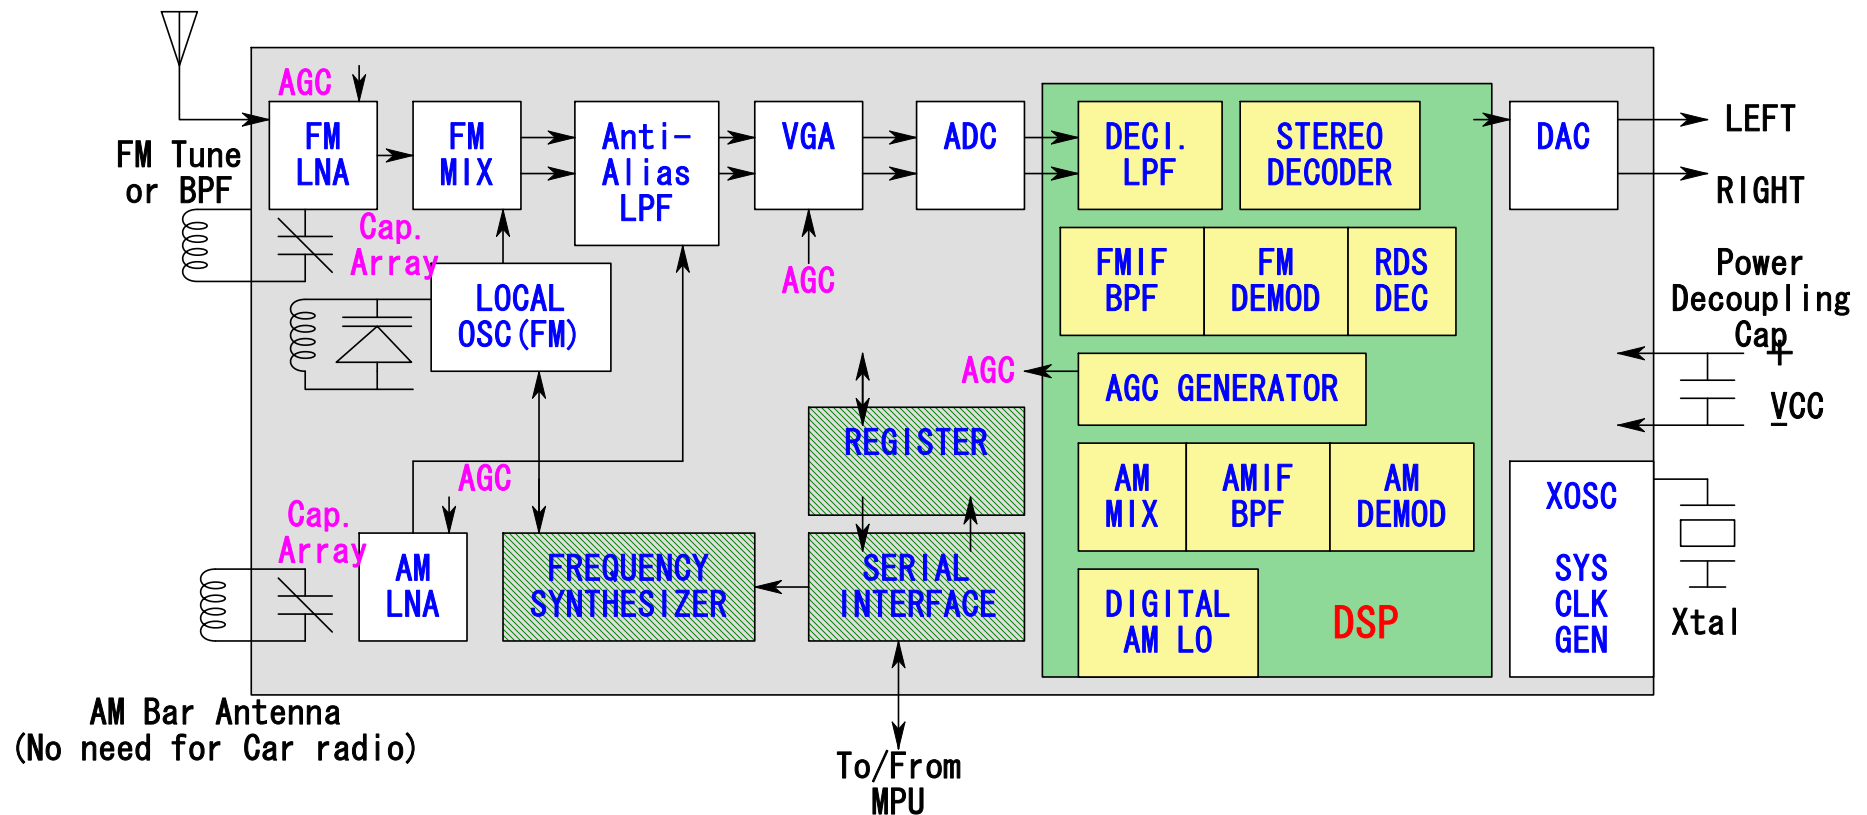 AGC
FM Tune
or BPF
FM
LNA
FM
MIX
Anti-
Alias
LPF
VGA
ADC
DECI.
LPF
STEREO
DECODER
DAC
LEFT
RIGHT
Cap.
Array
LOCAL
OSC(FM)
AGC
FMIF
BPF
FM
DEMOD
RDS
DEC
Power
Decoupling
Cap
+
-
VCC
AGC
AGC GENERATOR
REGISTER
AGC
AM
MIX
AMIF
BPF
AM
DEMOD
XOSC
SYS
CLK
GEN
Cap.
Array
AM
LNA
FREQUENCY
SYNTHESIZER
SERIAL
INTERFACE
DIGITAL
AM LO
DSP
Xtal
AM Bar Antenna
(No need for Car radio)
To/From
MPU